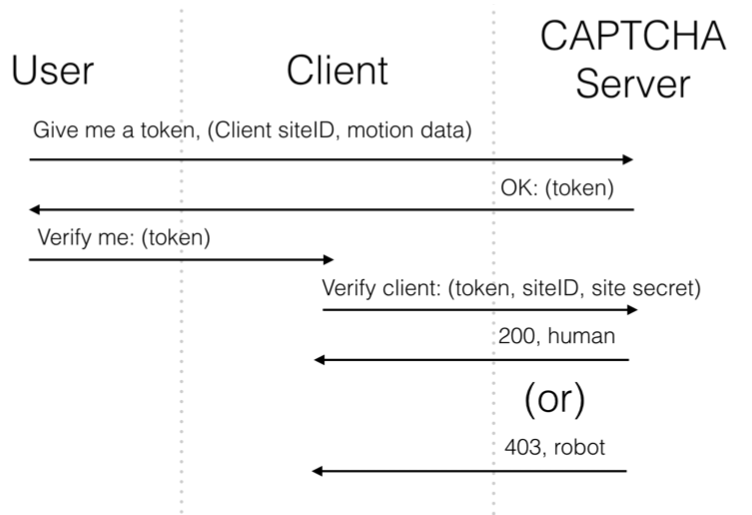 User
Client
CAPTCHA
Server
Give me a token, (Client siteID, motion data)
OK: (token)
Verify me: (token)
Verify client: (token, siteID, site secret)
200, human
(or)
403, robot